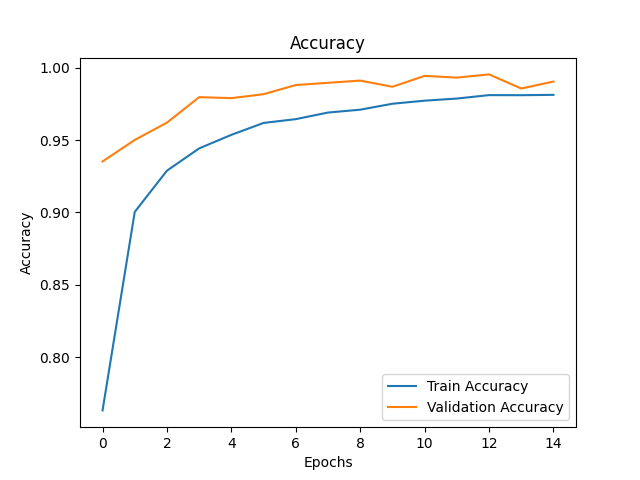 Accuracy
1.00
0.95
0.90
0.85
0.80
Accuracy
Train Accuracy
Validation Accuracy
0 2 4 6 8 10 12 14
Epochs